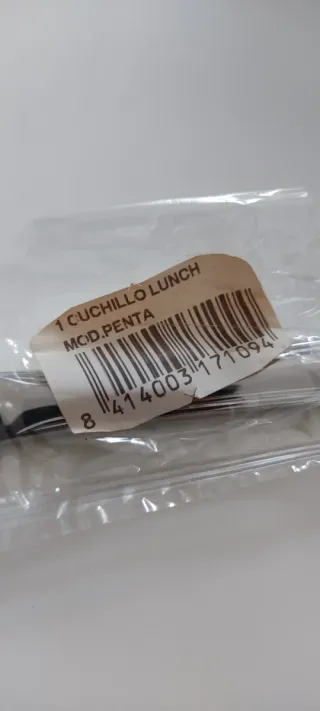 1 CUCHILLO LUNCH
MOD.PENTA
8 414003 171094